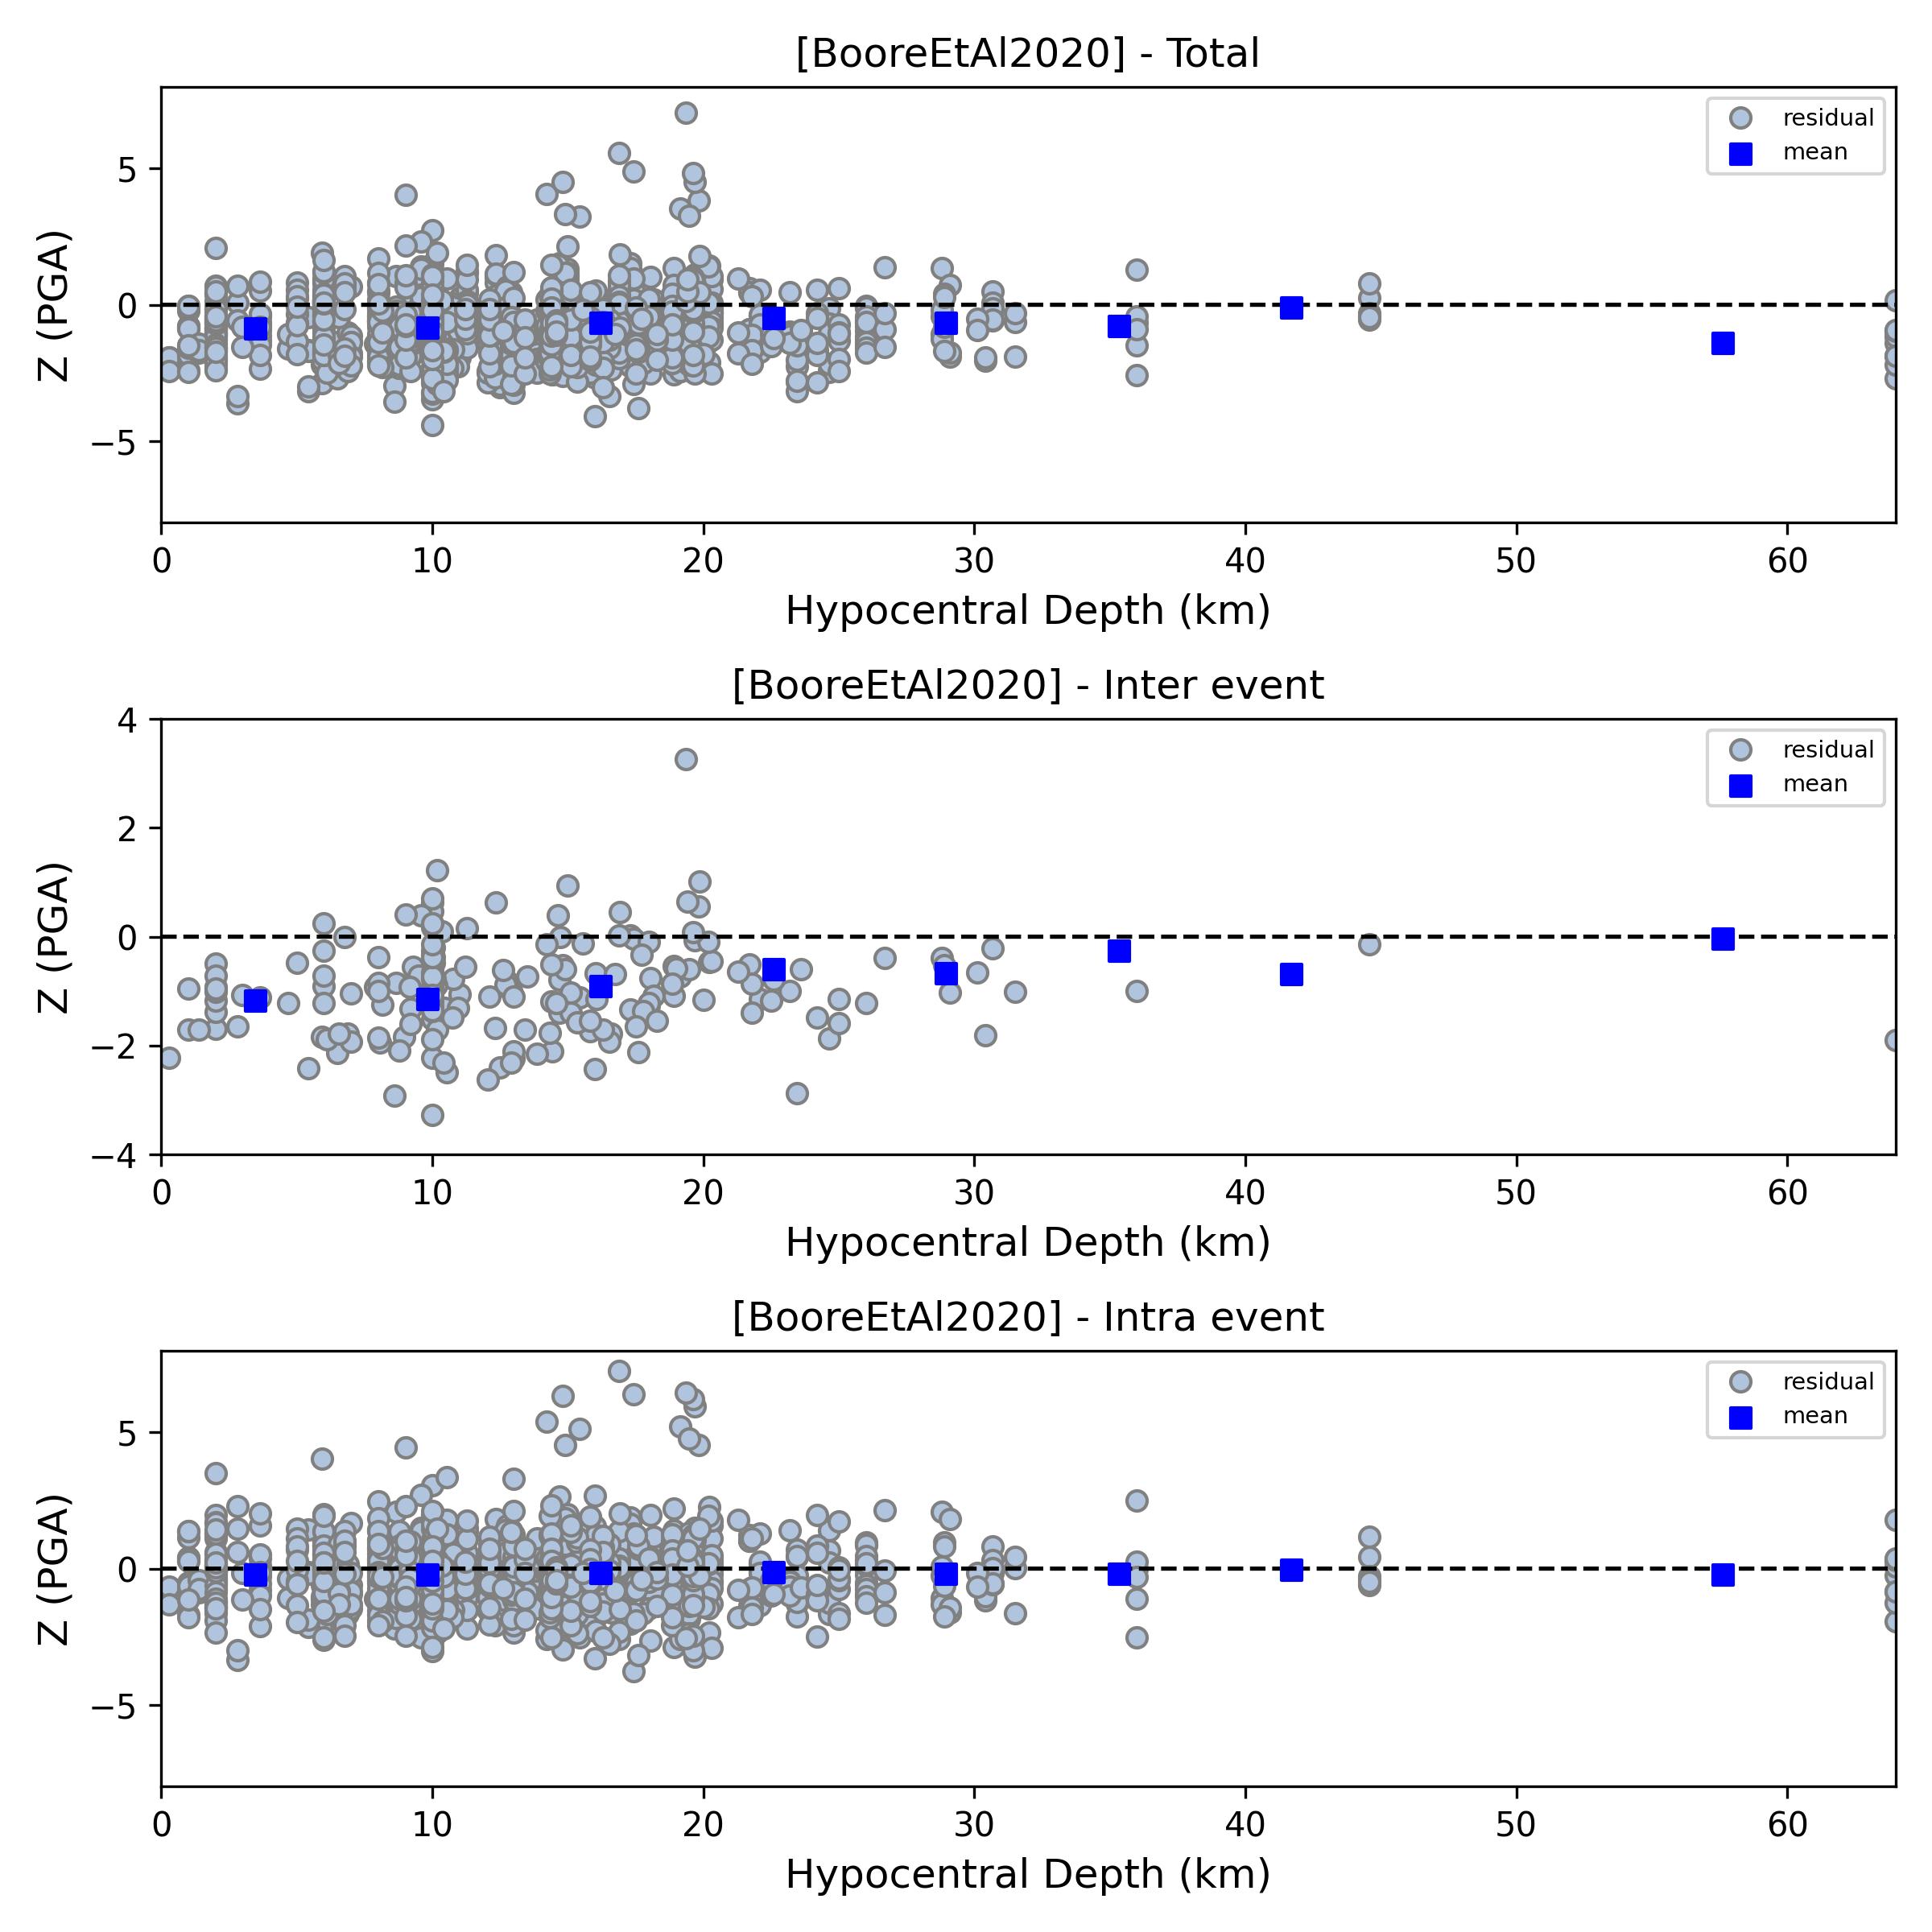 [BooreEtAl2020] - Total
Z (PGA)
5
0
−5
residual
mean
0 10 20 30 40 50 60
Hypocentral Depth (km)
[BooreEtAl2020] - Inter event
Z (PGA)
4
2
0
−2
−4
residual
mean
0 10 20 30 40 50 60
Hypocentral Depth (km)
[BooreEtAl2020] - Intra event
Z (PGA)
5
0
−5
residual
mean
0 10 20 30 40 50 60
Hypocentral Depth (km)